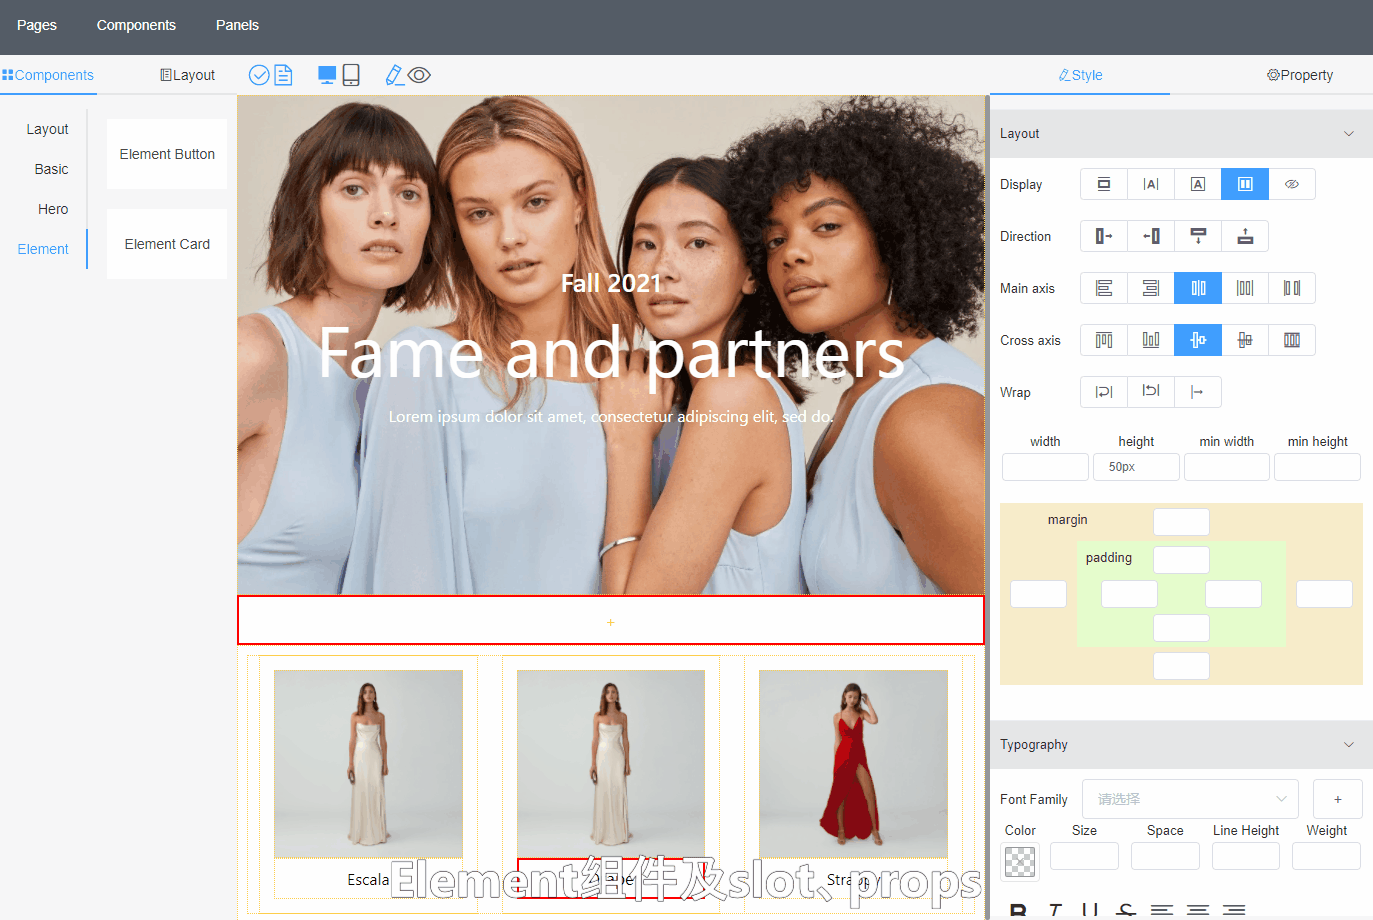 Pages Components Panels
Components Layout Style Property
Layout
Basic
Hero
Element
Element Button
Element Card
Fall 2021
Fame and partners
Lorem ipsum dolor sit amet, consectetur adipiscing elit, sed do.
+
Escala
Strappy
Element组件及slot、props
Layout
Display
Direction
Main axis
Cross axis
Wrap
width height min width min height
50px
margin
padding
Typography
Font Family 请选择 +
Color Size Space Line Height Weight
B I U S